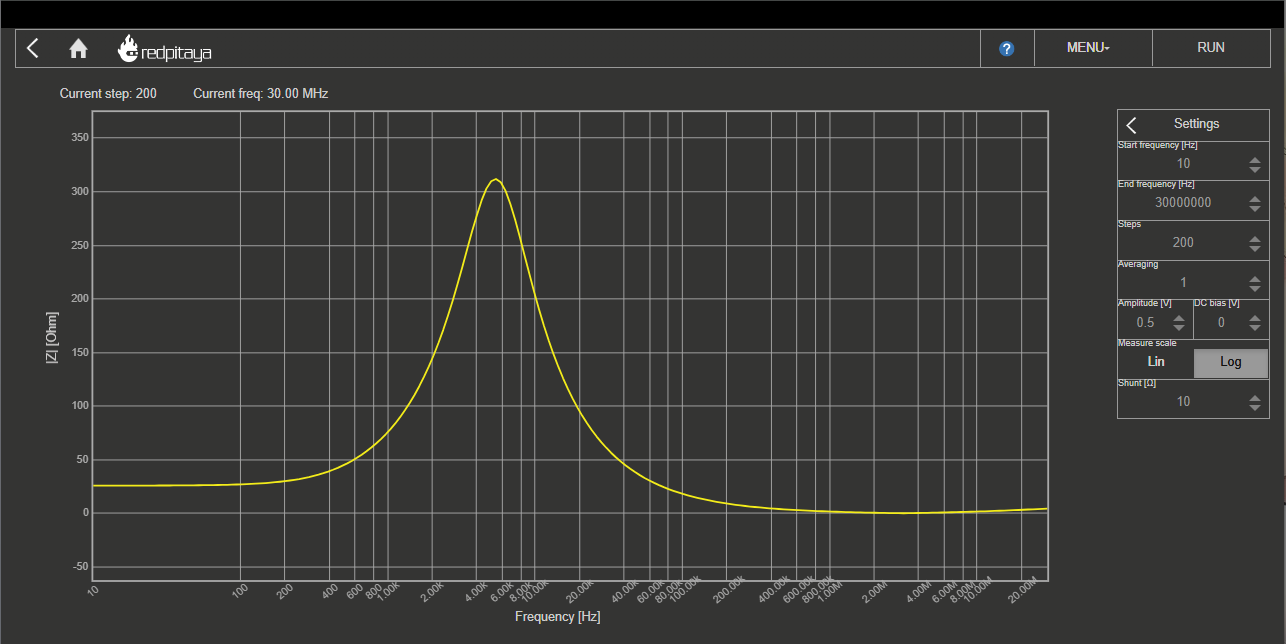 redpitaya
?
MENU
RUN
Current step: 200 Current freq: 30.00 MHz
Settings
Start frequency [Hz]
10
End frequency [Hz]
30000000
Steps
200
Averaging
1
Amplitude [V] DC bias [V]
0.5 0
Measure scale
Lin Log
Shunt [Ω]
10
|Z| [Ohm]
350
300
250
200
150
100
50
0
-50
10 100 200 400 600 800 1.00k 2.00k 4.00k 6.00k 8.00k 10.00k 20.00k 40.00k 60.00k 80.00k 100.00k 200.00k 400.00k 600.00k 800.00k 1.00M 2.00M 4.00M 6.00M 8.00M 10.00M 20.00M
Frequency [Hz]